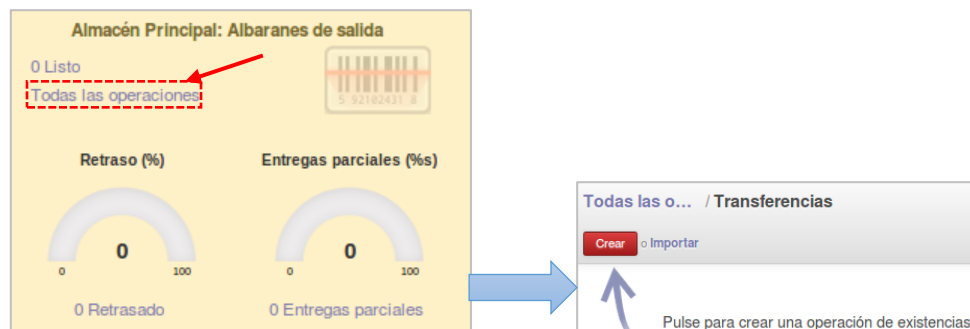 Almacén Principal: Albaranes de salida
0 Listo
Todas las operaciones
5 92102431 8
Retraso (%)
Entregas parciales (%s)
0
0 100
0
0 100
0 Retrasado
0 Entregas parciales
Todas las o... / Transferencias
Crear o Importar
Pulse para crear una operación de existencias